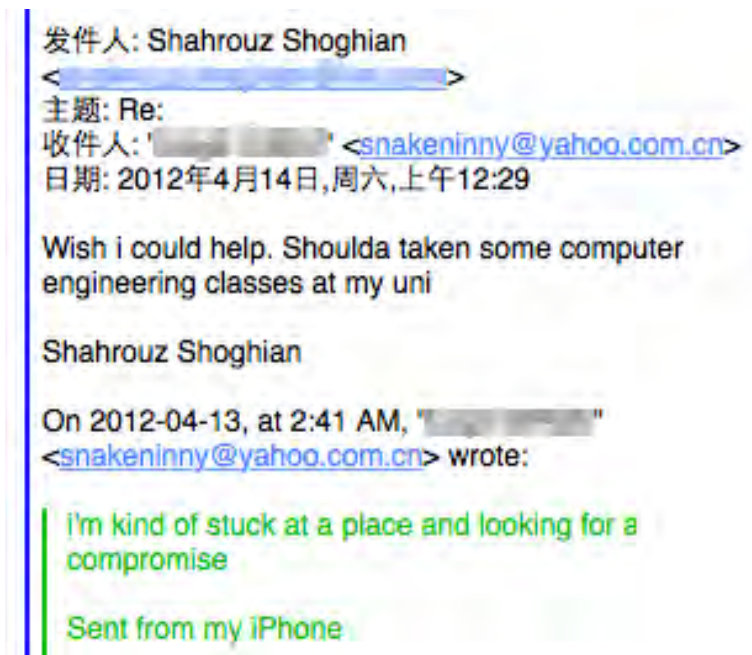 发件人: Shahrouz Shoghian
< >
主题: Re:
收件人: ' ' <snakeninny@yahoo.com.cn>
日期: 2012年4月14日,周六,上午12:29
Wish i could help. Shoulda taken some computer
engineering classes at my uni
Shahrouz Shoghian
On 2012-04-13, at 2:41 AM, " "
<snakeninny@yahoo.com.cn> wrote:
i'm kind of stuck at a place and looking for a
compromise
Sent from my iPhone